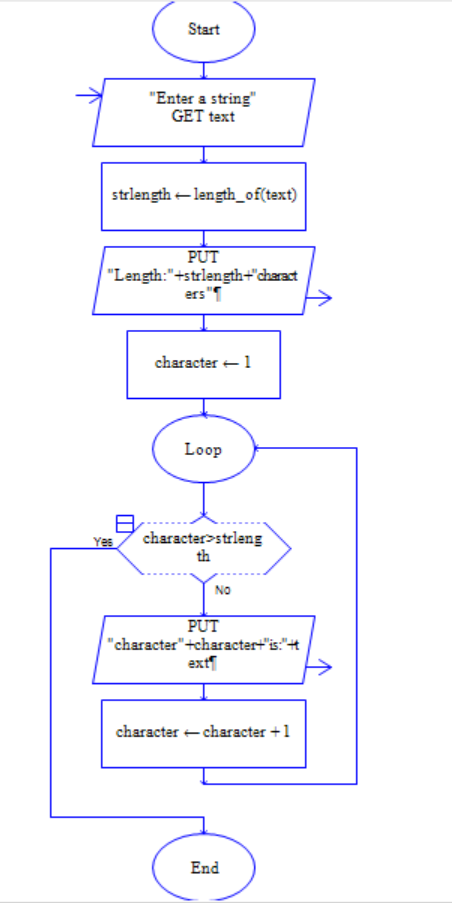 Start
"Enter a string"
GET text
strlength ← length_of(text)
PUT
"Length:"+strlength+"charact
ers"¶
character ← 1
Loop
Yes
character>strleng
th
No
PUT
"character"+character+"is:"+t
ext¶
character ← character + 1
End